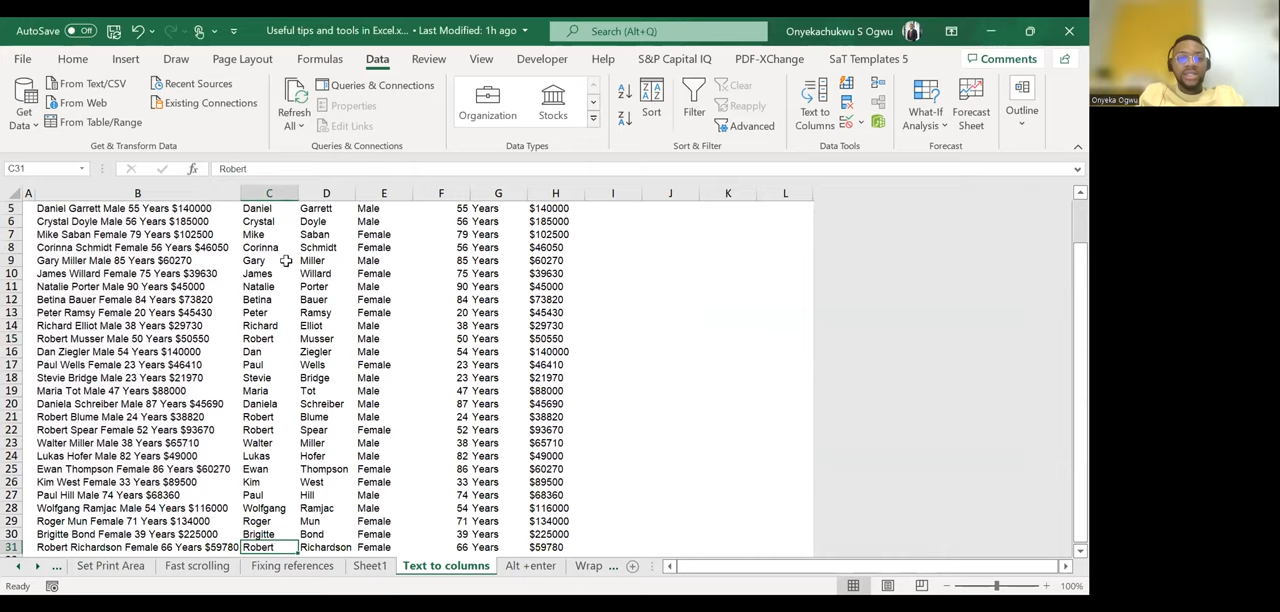 AutoSave Off Useful tips and tools in Excel.x... • Last Modified: 1h ago Search (Alt+Q) Onyekachukwu S Ogwu
File Home Insert Draw Page Layout Formulas Data Review View Developer Help S&P Capital IQ PDF-XChange SaT Templates 5 Comments
From Text/CSV Recent Sources Queries & Connections Clear
From Web Existing Connections Properties Reapply
Get Data From Table/Range Refresh All Edit Links Organization Stocks Sort Filter Advanced Text to Columns What-If Analysis Forecast Sheet Outline
Get & Transform Data Queries & Connections Data Types Sort & Filter Data Tools Forecast
Onyeka Ogwu
C31 fx Robert
A B C D E F G H I J K L
5 Daniel Garrett Male 55 Years $140000 Daniel Garrett Male 55 Years $140000
6 Crystal Doyle Male 56 Years $185000 Crystal Doyle Male 56 Years $185000
7 Mike Saban Female 79 Years $102500 Mike Saban Female 79 Years $102500
8 Corinna Schmidt Female 56 Years $46050 Corinna Schmidt Female 56 Years $46050
9 Gary Miller Male 85 Years $60270 Gary Miller Male 85 Years $60270
10 James Willard Female 75 Years $39630 James Willard Female 75 Years $39630
11 Natalie Porter Male 90 Years $45000 Natalie Porter Male 90 Years $45000
12 Betina Bauer Female 84 Years $73820 Betina Bauer Female 84 Years $73820
13 Peter Ramsy Female 20 Years $45430 Peter Ramsy Female 20 Years $45430
14 Richard Elliot Male 38 Years $29730 Richard Elliot Male 38 Years $29730
15 Robert Musser Male 50 Years $50550 Robert Musser Male 50 Years $50550
16 Dan Ziegler Male 54 Years $140000 Dan Ziegler Male 54 Years $140000
17 Paul Wells Female 23 Years $46410 Paul Wells Female 23 Years $46410
18 Stevie Bridge Male 23 Years $21970 Stevie Bridge Male 23 Years $21970
19 Maria Tot Male 47 Years $88000 Maria Tot Male 47 Years $88000
20 Daniela Schreiber Male 87 Years $45690 Daniela Schreiber Male 87 Years $45690
21 Robert Blume Male 24 Years $38820 Robert Blume Male 24 Years $38820
22 Robert Spear Female 52 Years $93670 Robert Spear Female 52 Years $93670
23 Walter Miller Male 38 Years $65710 Walter Miller Male 38 Years $65710
24 Lukas Hofer Male 82 Years $49000 Lukas Hofer Male 82 Years $49000
25 Ewan Thompson Female 86 Years $60270 Ewan Thompson Female 86 Years $60270
26 Kim West Female 33 Years $89500 Kim West Female 33 Years $89500
27 Paul Hill Male 74 Years $68360 Paul Hill Male 74 Years $68360
28 Wolfgang Ramjac Male 54 Years $116000 Wolfgang Ramjac Male 54 Years $116000
29 Roger Mun Female 71 Years $134000 Roger Mun Female 71 Years $134000
30 Brigitte Bond Female 39 Years $225000 Brigitte Bond Female 39 Years $225000
31 Robert Richardson Female 66 Years $59780 Robert Richardson Female 66 Years $59780
... Set Print Area Fast scrolling Fixing references Sheet1 Text to columns Alt +enter Wrap ...
Ready 100%